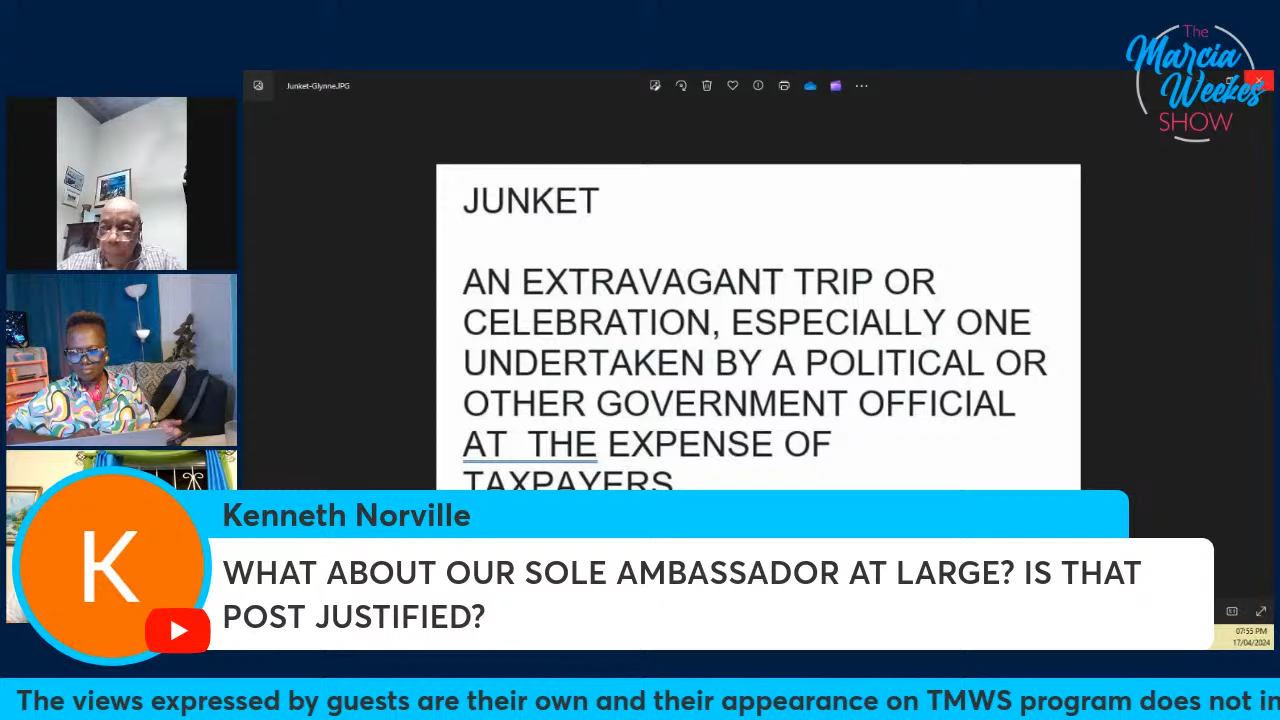 The
Marcia
Weekes
SHOW
Junket-Glynne.JPG
JUNKET
AN EXTRAVAGANT TRIP OR
CELEBRATION, ESPECIALLY ONE
UNDERTAKEN BY A POLITICAL OR
OTHER GOVERNMENT OFFICIAL
AT THE EXPENSE OF
TAXPAYERS
Kenneth Norville
K
WHAT ABOUT OUR SOLE AMBASSADOR AT LARGE? IS THAT
POST JUSTIFIED?
07:55 PM
17/04/2024
The views expressed by guests are their own and their appearance on TMWS program does not in